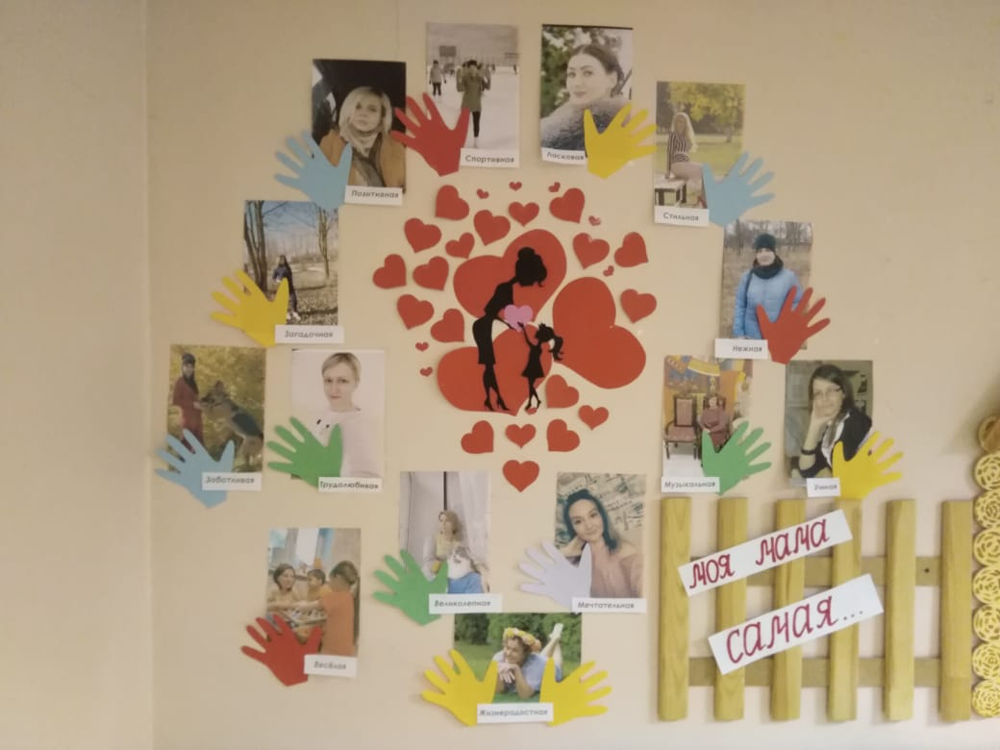 Спортивная
Ласковая
Позитивная
Стильная
Загадочная
Нежная
Заботливая
Трудолюбивая
Музыкальная
Умная
Великолепная
Мечтательная
Весёлая
Жизнерадостная
моя мама
самая...